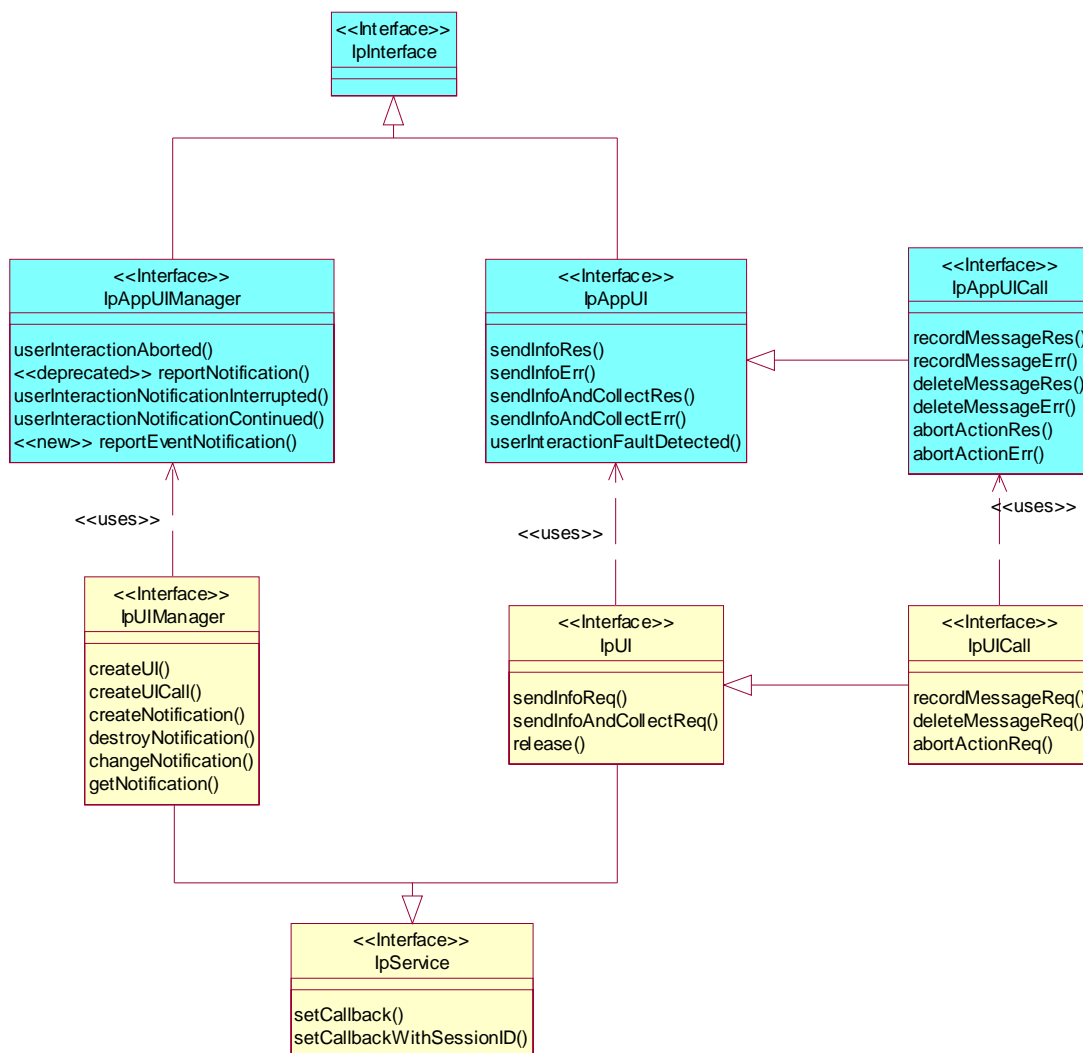 <<Interface>>
IpInterface
<<Interface>>
IpAppUIManager
userInteractionAborted()
<<deprecated>> reportNotification()
userInteractionNotificationInterrupted()
userInteractionNotificationContinued()
<<new>> reportEventNotification()
<<Interface>>
IpAppUI
sendInfoRes()
sendInfoErr()
sendInfoAndCollectRes()
sendInfoAndCollectErr()
userInteractionFaultDetected()
<<Interface>>
IpAppUICall
recordMessageRes()
recordMessageErr()
deleteMessageRes()
deleteMessageErr()
abortActionRes()
abortActionErr()
<<uses>>
<<uses>>
<<uses>>
<<Interface>>
IpUIManager
createUI()
createUICall()
createNotification()
destroyNotification()
changeNotification()
getNotification()
<<Interface>>
IpUI
sendInfoReq()
sendInfoAndCollectReq()
release()
<<Interface>>
IpUICall
recordMessageReq()
deleteMessageReq()
abortActionReq()
<<Interface>>
IpService
setCallback()
setCallbackWithSessionID()